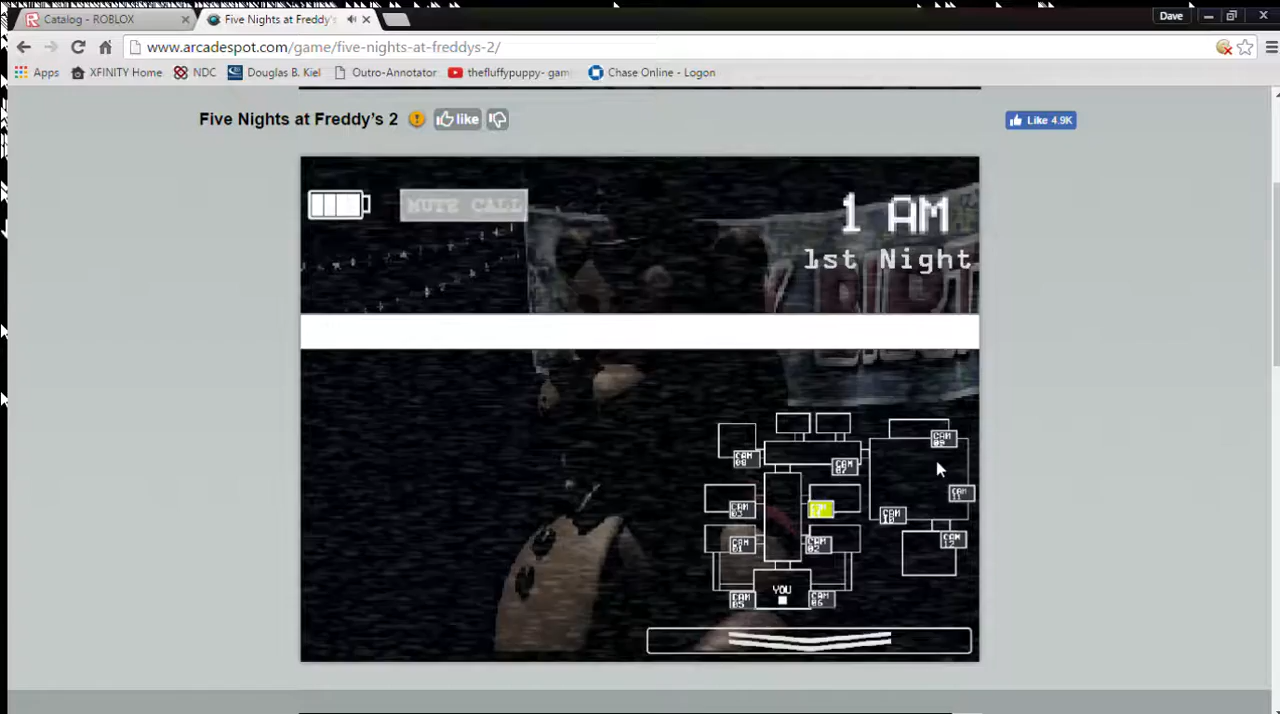 Catalog - ROBLOX
Five Nights at Freddy's
Dave
www.arcadespot.com/game/five-nights-at-freddys-2/
Apps XFINITY Home NDC Douglas B. Kiel Outro-Annotator thefluffypuppy- gam Chase Online - Logon
Five Nights at Freddy's 2 like
Like 4.9K
MUTE CALL
1 AM
1st Night
CAM 09
CAM 08 CAM 07
CAM 11
CAM 03 CAM 10
CAM 01 CAM 02 CAM 12
YOU
CAM 05 CAM 06